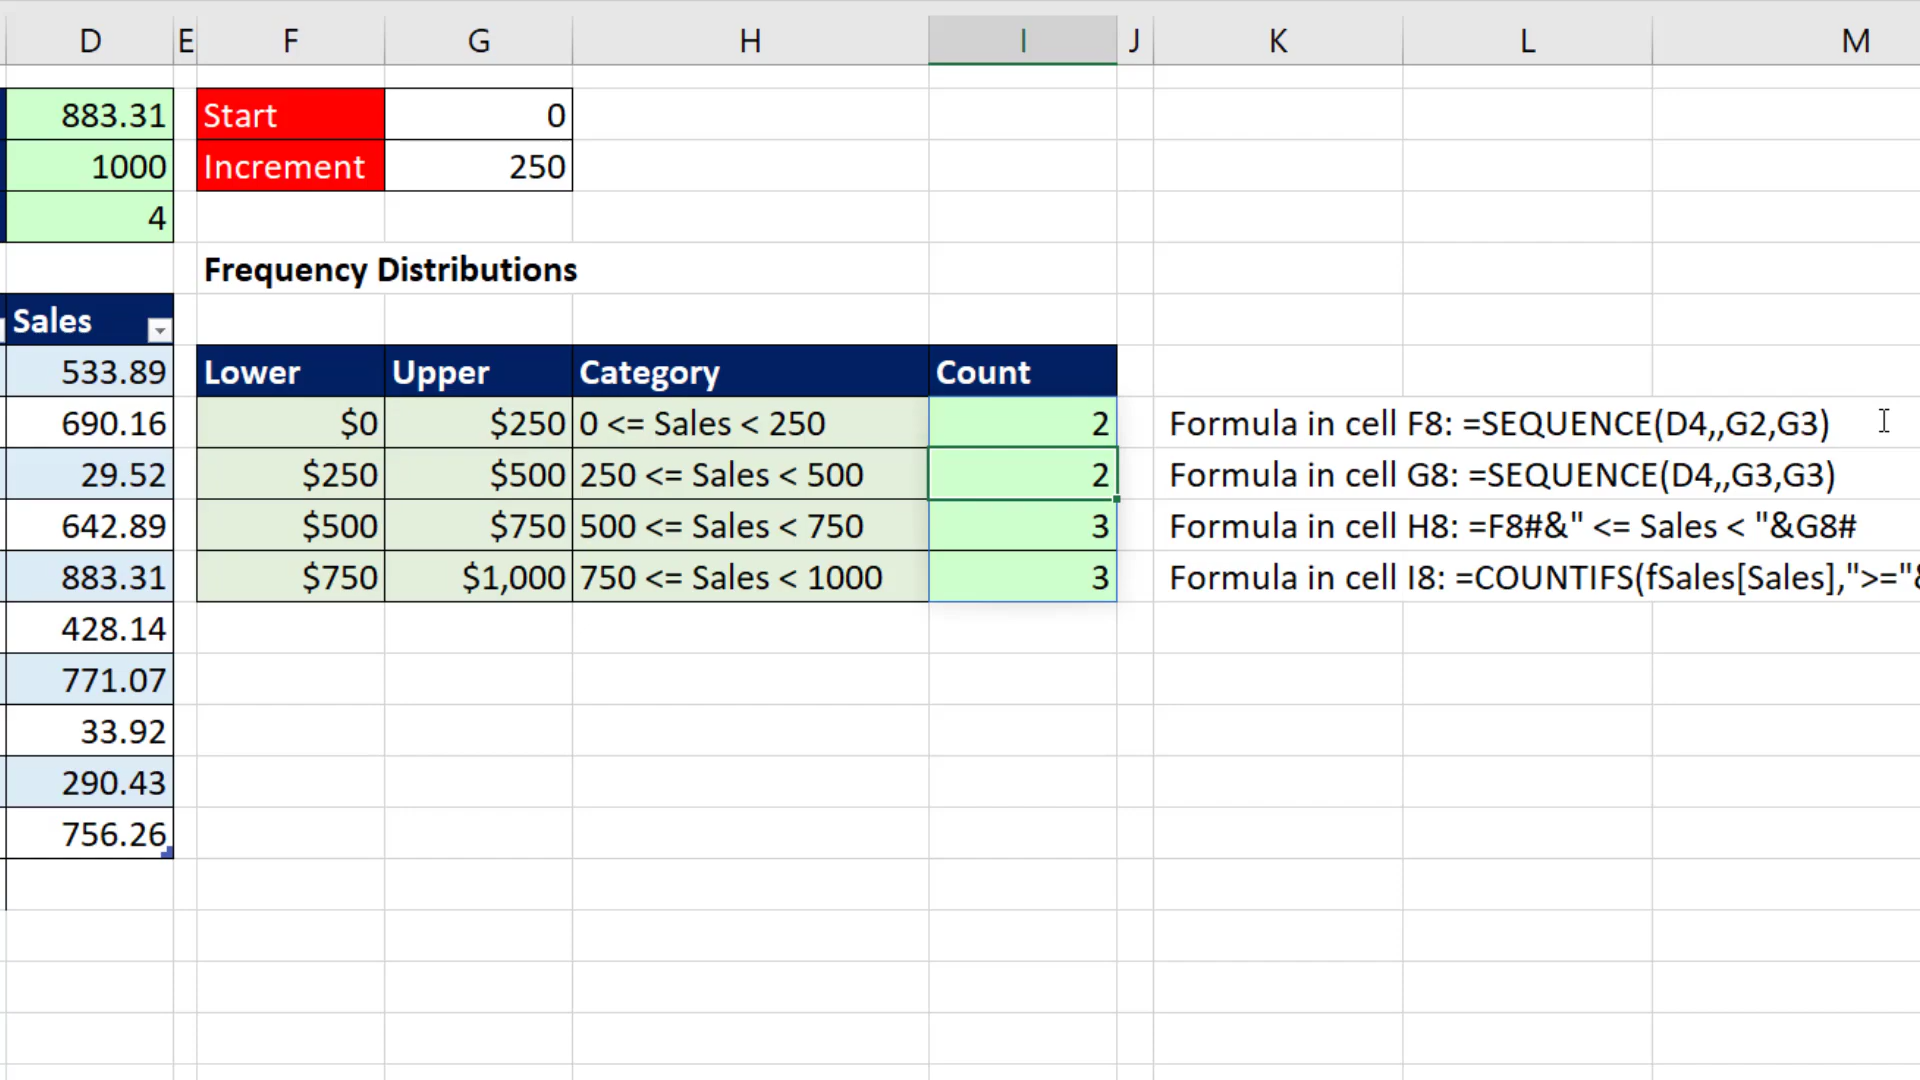 D E F G H I J K L M
883.31 Start 0
1000 Increment 250
4
Frequency Distributions
Sales
533.89 Lower Upper Category Count
690.16 $0 $250 0 <= Sales < 250 2 Formula in cell F8: =SEQUENCE(D4,,G2,G3)
29.52 $250 $500 250 <= Sales < 500 2 Formula in cell G8: =SEQUENCE(D4,,G3,G3)
642.89 $500 $750 500 <= Sales < 750 3 Formula in cell H8: =F8#&" <= Sales < "&G8#
883.31 $750 $1,000 750 <= Sales < 1000 3 Formula in cell I8: =COUNTIFS(fSales[Sales],">="&
428.14
771.07
33.92
290.43
756.26